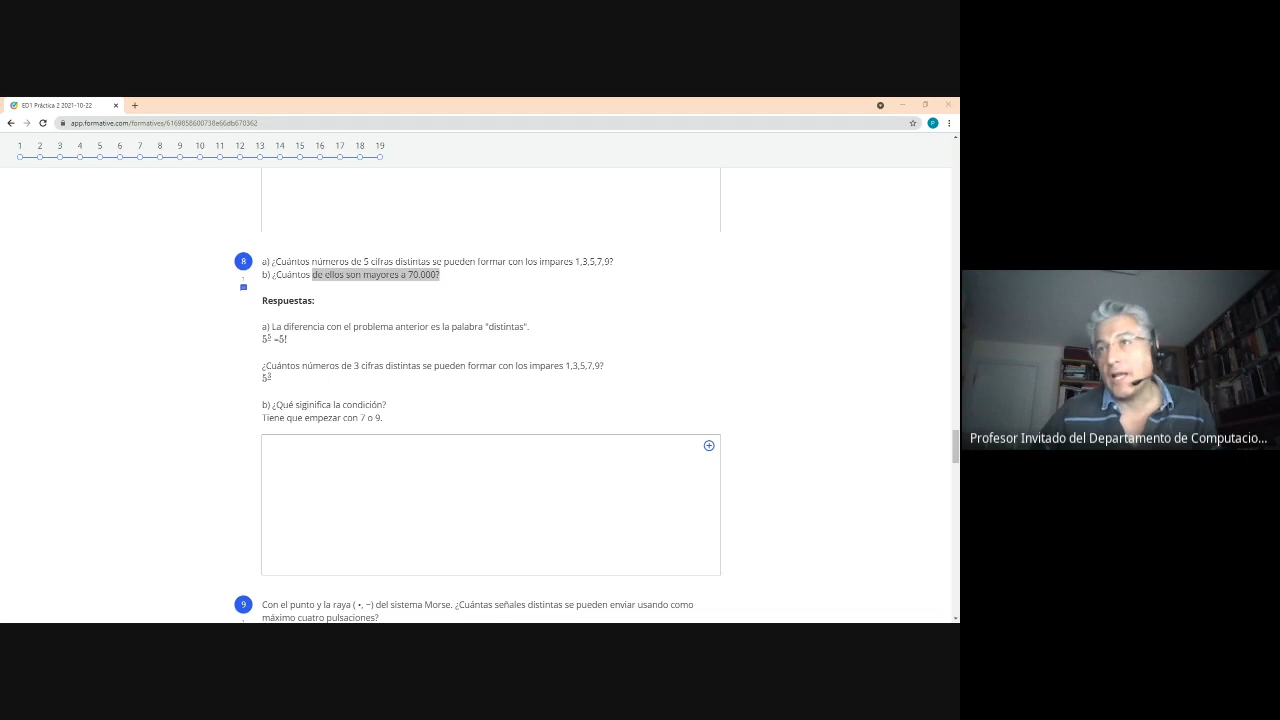 ED1 Práctica 2 2021-10-22
app.formative.com/formatives/6169858600738e66db670362
P
1 2 3 4 5 6 7 8 9 10 11 12 13 14 15 16 17 18 19
8
a) ¿Cuántos números de 5 cifras distintas se pueden formar con los impares 1,3,5,7,9?
b) ¿Cuántos de ellos son mayores a 70.000?
Respuestas:
a) La diferencia con el problema anterior es la palabra "distintas".
5^5 =5!
¿Cuántos números de 3 cifras distintas se pueden formar con los impares 1,3,5,7,9?
5^3
b) ¿Qué siginifica la condición?
Tiene que empezar con 7 o 9.
9
Con el punto y la raya ( •, −) del sistema Morse. ¿Cuántas señales distintas se pueden enviar usando como
máximo cuatro pulsaciones?
Profesor Invitado del Departamento de Computacio...